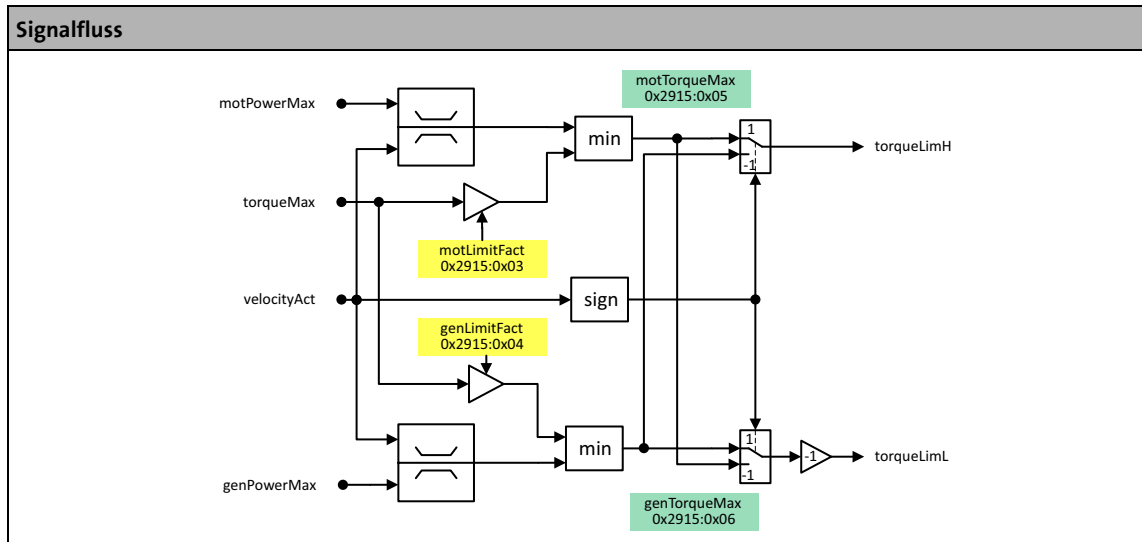 Signalfluss
motTorqueMax
0x2915:0x05
motPowerMax
1
min
torqueLimH
-1
torqueMax
motLimitFact
0x2915:0x03
velocityAct
sign
genLimitFact
0x2915:0x04
1
min
-1
torqueLimL
-1
genPowerMax
genTorqueMax
0x2915:0x06